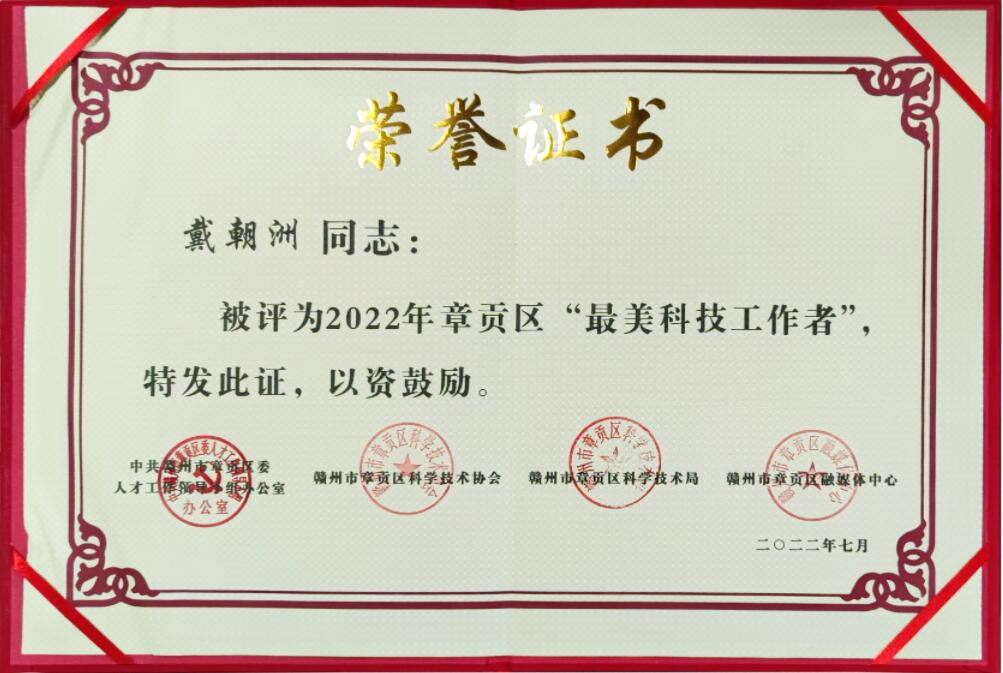 荣誉证书
戴朝洲 同志：
被评为2022年章贡区“最美科技工作者”，
特发此证，以资鼓励。
中共赣州市章贡区委
人才工作领导小组办公室
办公室
赣州市章贡区科学技术协会
赣州市章贡区科学技术局
赣州市章贡区融媒体中心
二〇二二年七月